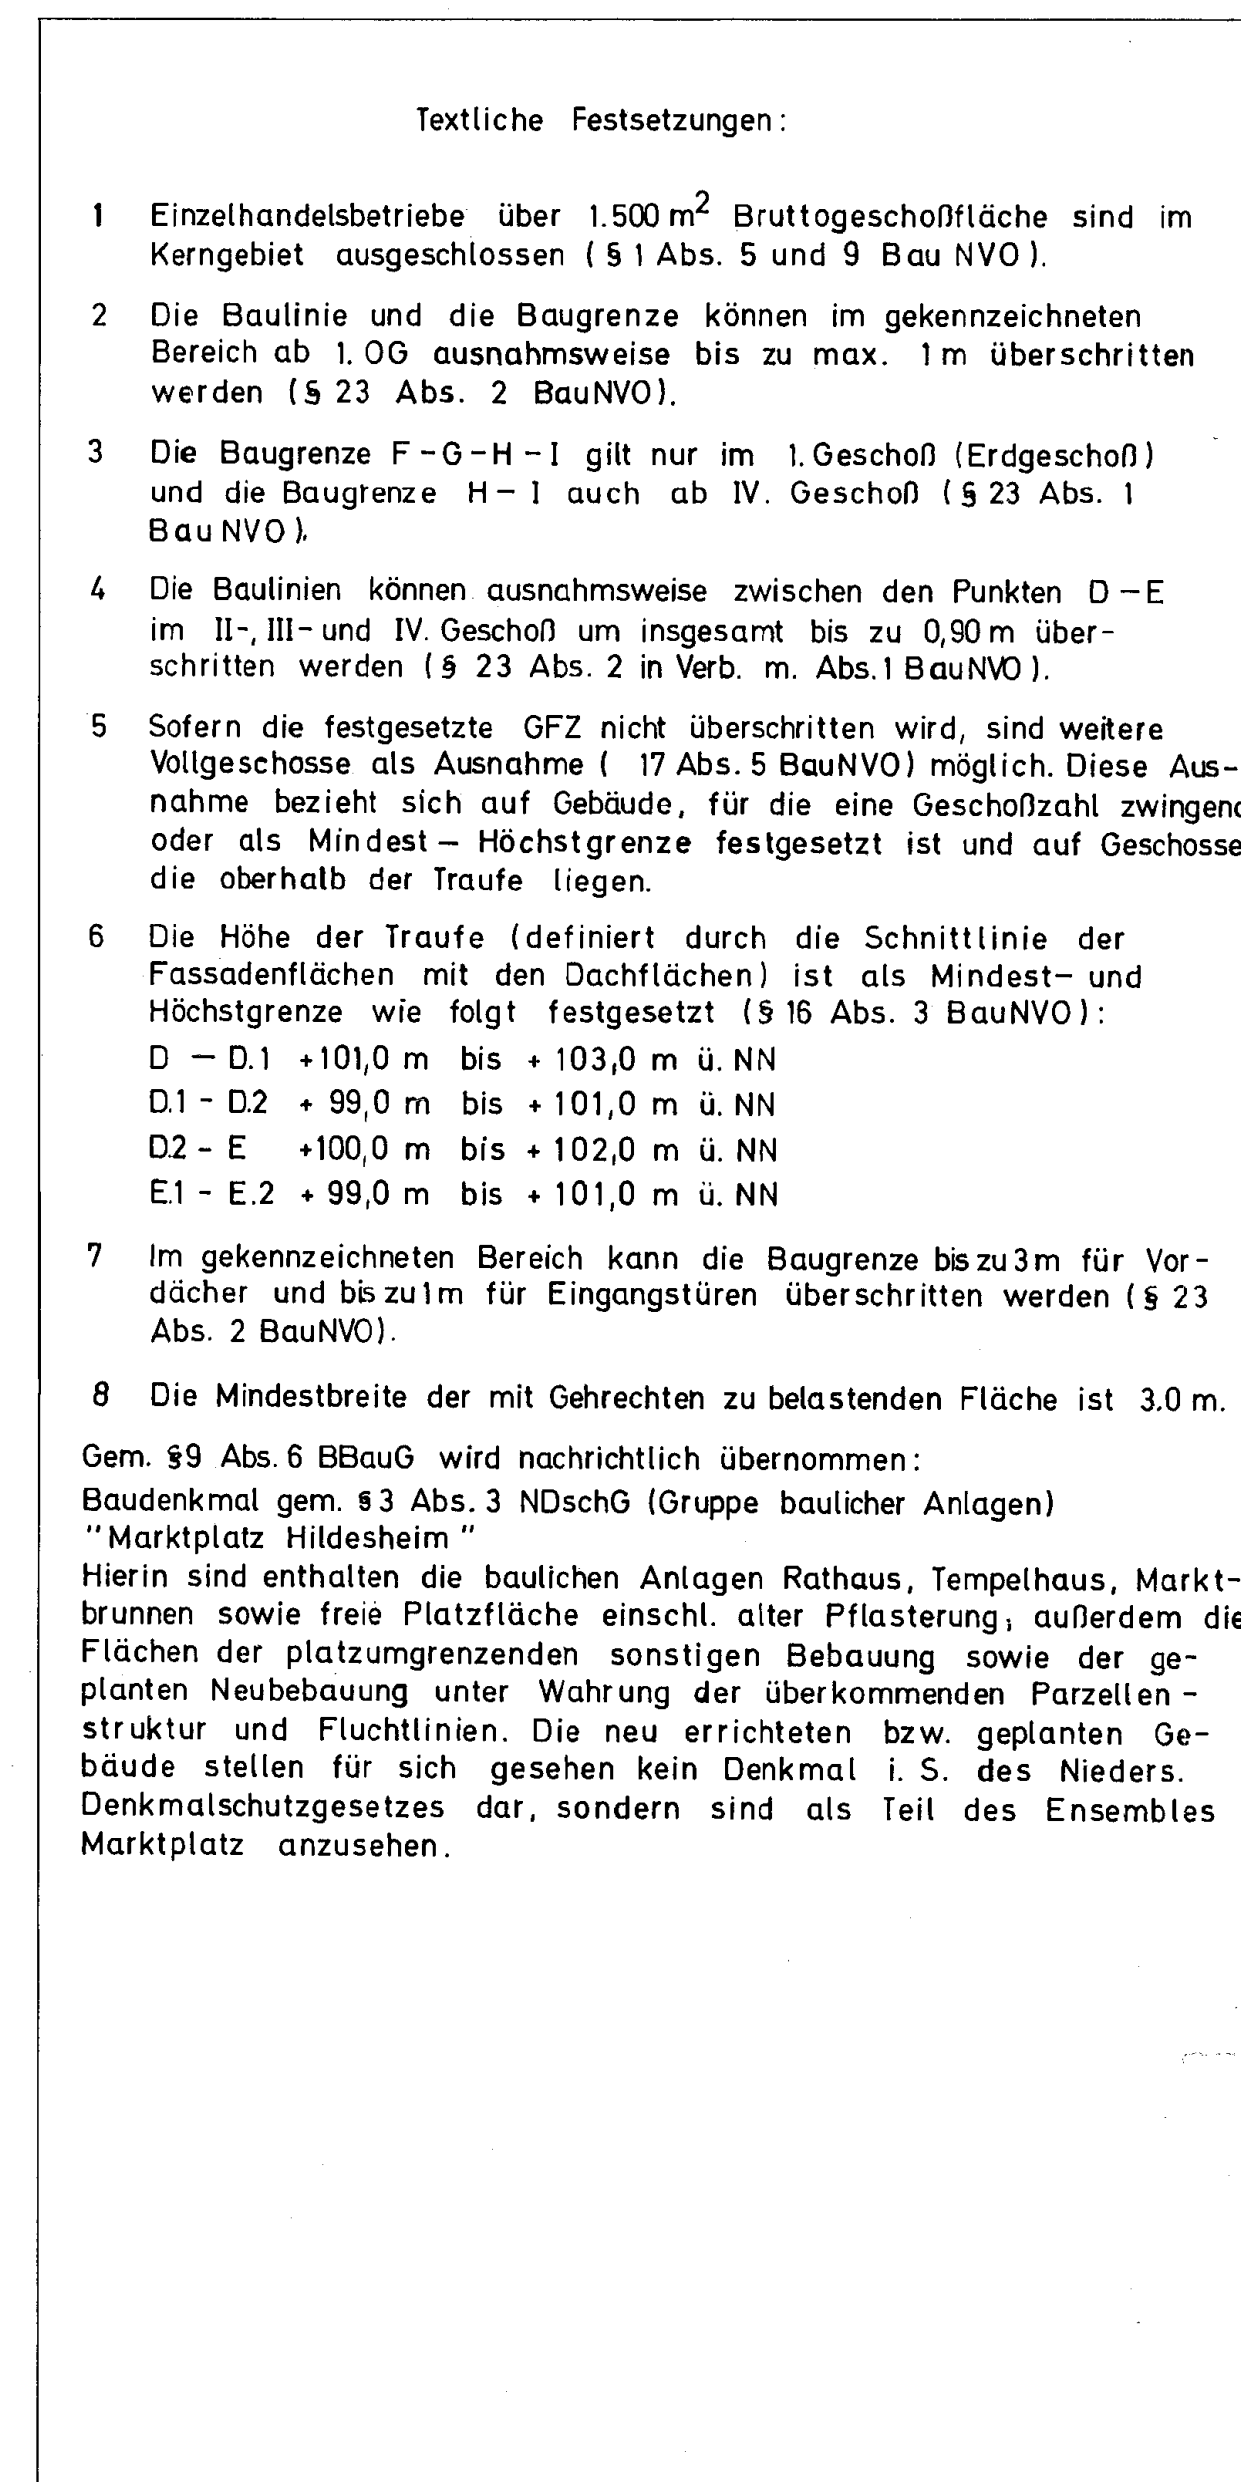 Textliche Festsetzungen:
1 Einzelhandelsbetriebe über 1.500 m² Bruttogeschoßfläche sind im
Kerngebiet ausgeschlossen (§ 1 Abs. 5 und 9 Bau NVO).
2 Die Baulinie und die Baugrenze können im gekennzeichneten
Bereich ab 1. OG ausnahmsweise bis zu max. 1 m überschritten
werden (§ 23 Abs. 2 BauNVO).
3 Die Baugrenze F-G-H-I gilt nur im 1. Geschoß (Erdgeschoß)
und die Baugrenze H-I auch ab IV. Geschoß (§ 23 Abs. 1
Bau NVO).
4 Die Baulinien können ausnahmsweise zwischen den Punkten D-E
im II-, III- und IV. Geschoß um insgesamt bis zu 0,90 m über-
schritten werden (§ 23 Abs. 2 in Verb. m. Abs. 1 BauNVO).
5 Sofern die festgesetzte GFZ nicht überschritten wird, sind weitere
Vollgeschosse als Ausnahme ( 17 Abs. 5 BauNVO) möglich. Diese Aus-
nahme bezieht sich auf Gebäude, für die eine Geschoßzahl zwingend
oder als Mindest- Höchstgrenze festgesetzt ist und auf Geschosse
die oberhalb der Traufe liegen.
6 Die Höhe der Traufe (definiert durch die Schnittlinie der
Fassadenflächen mit den Dachflächen) ist als Mindest- und
Höchstgrenze wie folgt festgesetzt (§ 16 Abs. 3 BauNVO):
D - D.1 +101,0 m bis + 103,0 m ü. NN
D.1 - D.2 + 99,0 m bis + 101,0 m ü. NN
D.2 - E +100,0 m bis + 102,0 m ü. NN
E.1 - E.2 + 99,0 m bis + 101,0 m ü. NN
7 Im gekennzeichneten Bereich kann die Baugrenze bis zu 3 m für Vor-
dächer und bis zu 1 m für Eingangstüren überschritten werden (§ 23
Abs. 2 BauNVO).
8 Die Mindestbreite der mit Gehrechten zu belastenden Fläche ist 3.0 m.
Gem. §9 Abs. 6 BBauG wird nachrichtlich übernommen:
Baudenkmal gem. §3 Abs. 3 NDschG (Gruppe baulicher Anlagen)
"Marktplatz Hildesheim"
Hierin sind enthalten die baulichen Anlagen Rathaus, Tempelhaus, Markt-
brunnen sowie freie Platzfläche einschl. alter Pflasterung; außerdem die
Flächen der platzumgrenzenden sonstigen Bebauung sowie der ge-
planten Neubebauung unter Wahrung der überkommenden Parzellen-
struktur und Fluchtlinien. Die neu errichteten bzw. geplanten Ge-
bäude stellen für sich gesehen kein Denkmal i. S. des Nieders.
Denkmalschutzgesetzes dar, sondern sind als Teil des Ensembles
Marktplatz anzusehen.